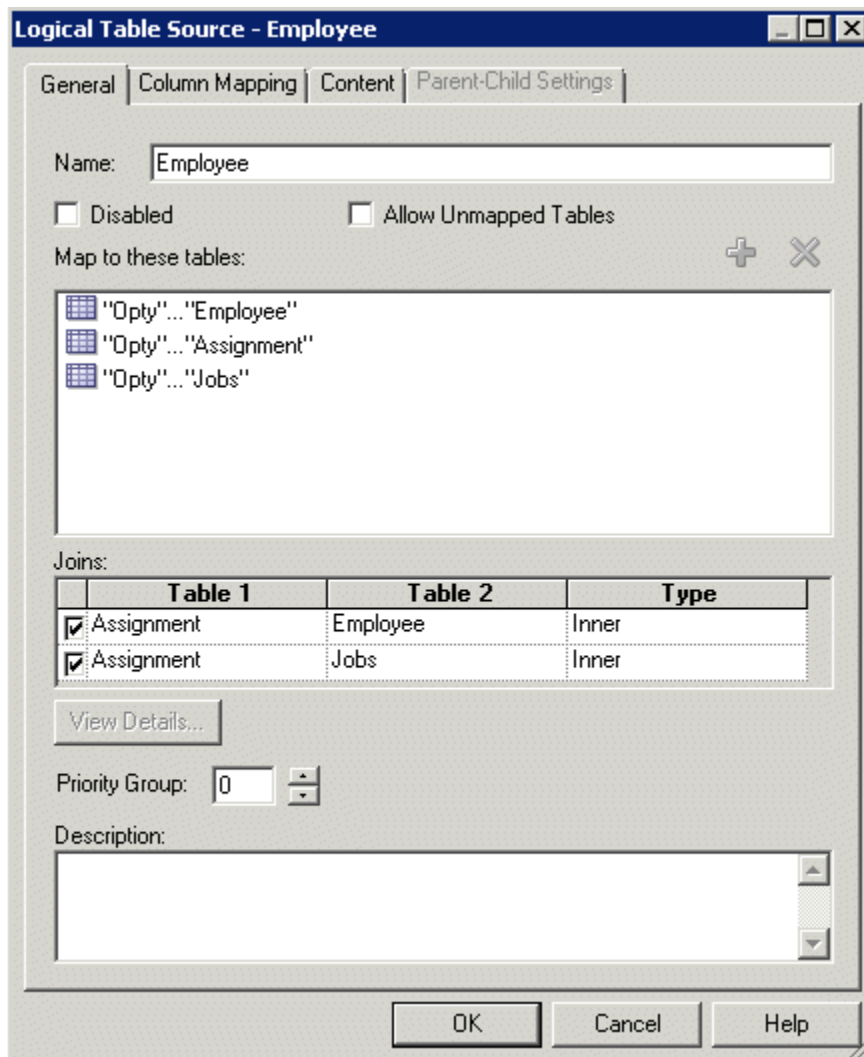 Logical Table Source - Employee
General Column Mapping Content Parent-Child Settings
Name: Employee
Disabled Allow Unmapped Tables
Map to these tables:
"Opty"..."Employee"
"Opty"..."Assignment"
"Opty"..."Jobs"
Joins:
Table 1 Table 2 Type
Assignment Employee Inner
Assignment Jobs Inner
View Details...
Priority Group: 0
Description:
OK Cancel Help